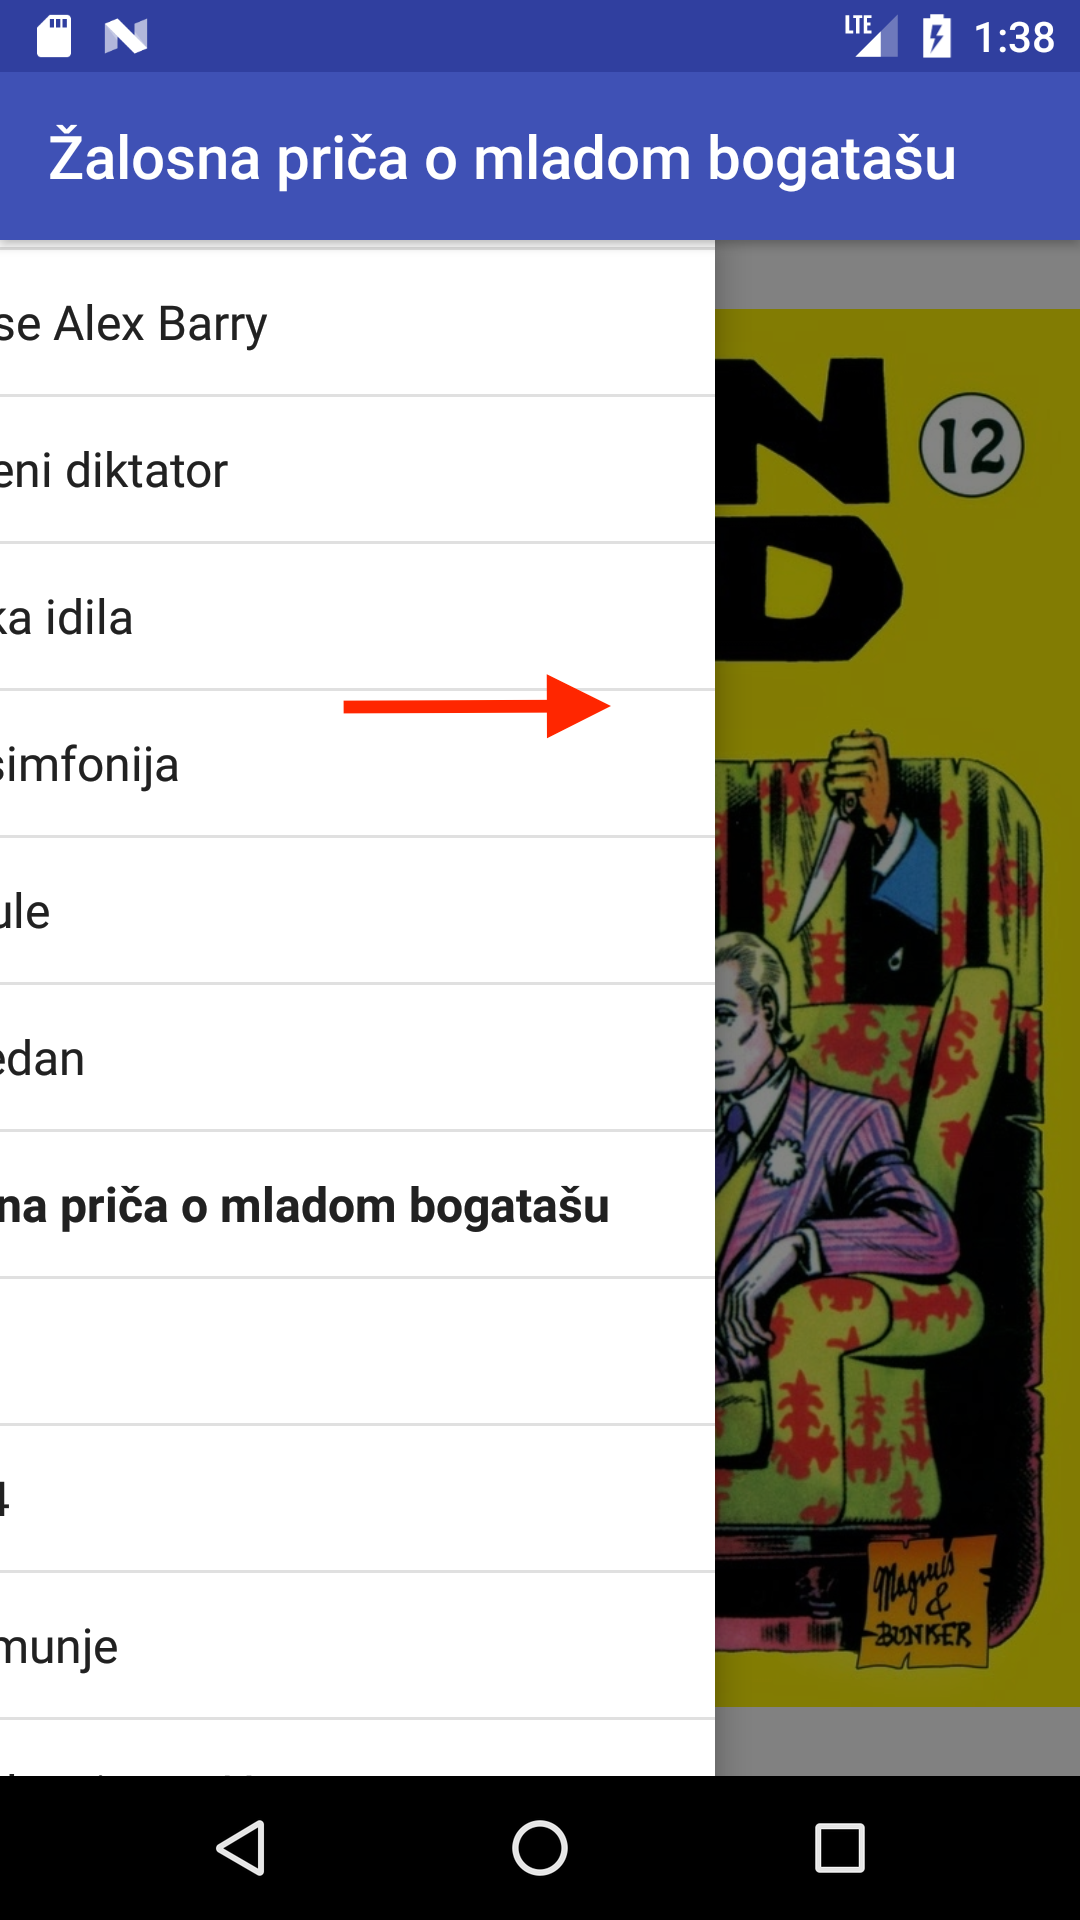 LTE 1:38
Žalosna priča o mladom bogatašu
se Alex Barry
N
12
eni diktator
D
ka idila
simfonija
ule
edan
na priča o mladom bogatašu
4
munje
Magnus
&
BUNKER